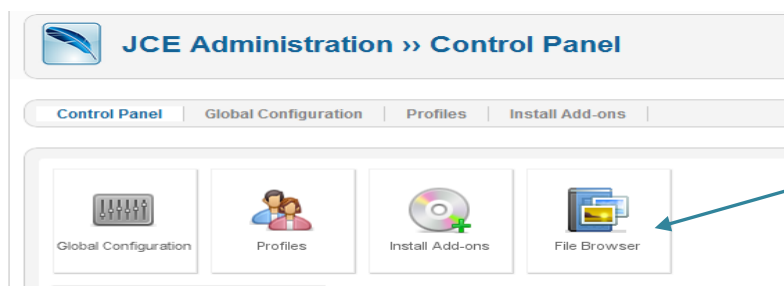 JCE Administration ›› Control Panel
Control Panel Global Configuration Profiles Install Add-ons
Global Configuration Profiles Install Add-ons File Browser